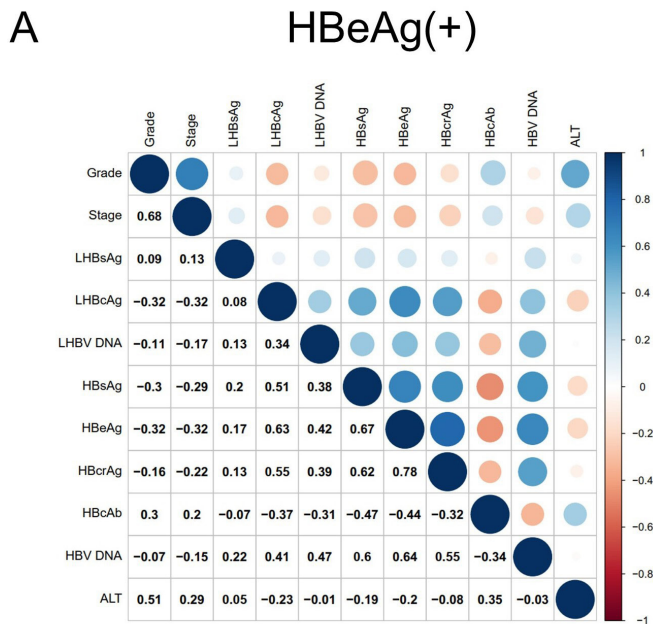 A HBeAg(+)
Grade Stage LHBsAg LHBcAg LHBV DNA HBsAg HBeAg HBcrAg HBcAb HBV DNA ALT
Grade
Stage 0.68
LHBsAg 0.09 0.13
LHBcAg −0.32 −0.32 0.08
LHBV DNA −0.11 −0.17 0.13 0.34
HBsAg −0.3 −0.29 0.2 0.51 0.38
HBeAg −0.32 −0.32 0.17 0.63 0.42 0.67
HBcrAg −0.16 −0.22 0.13 0.55 0.39 0.62 0.78
HBcAb 0.3 0.2 −0.07 −0.37 −0.31 −0.47 −0.44 −0.32
HBV DNA −0.07 −0.15 0.22 0.41 0.47 0.6 0.64 0.55 −0.34
ALT 0.51 0.29 0.05 −0.23 −0.01 −0.19 −0.2 −0.08 0.35 −0.03
1
0.8
0.6
0.4
0.2
0
−0.2
−0.4
−0.6
−0.8
−1